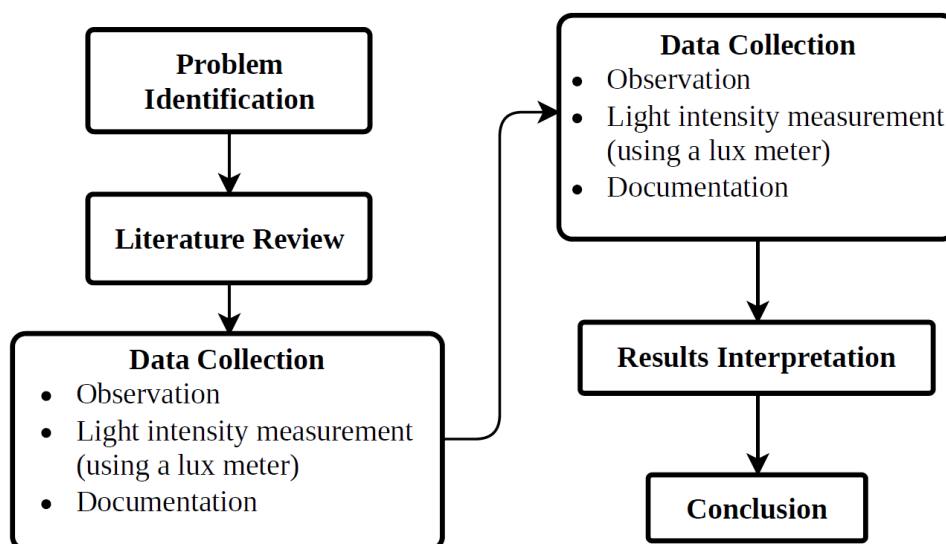 Problem
Identification
Literature Review
Data Collection
• Observation
• Light intensity measurement
(using a lux meter)
• Documentation
Data Collection
• Observation
• Light intensity measurement
(using a lux meter)
• Documentation
Results Interpretation
Conclusion